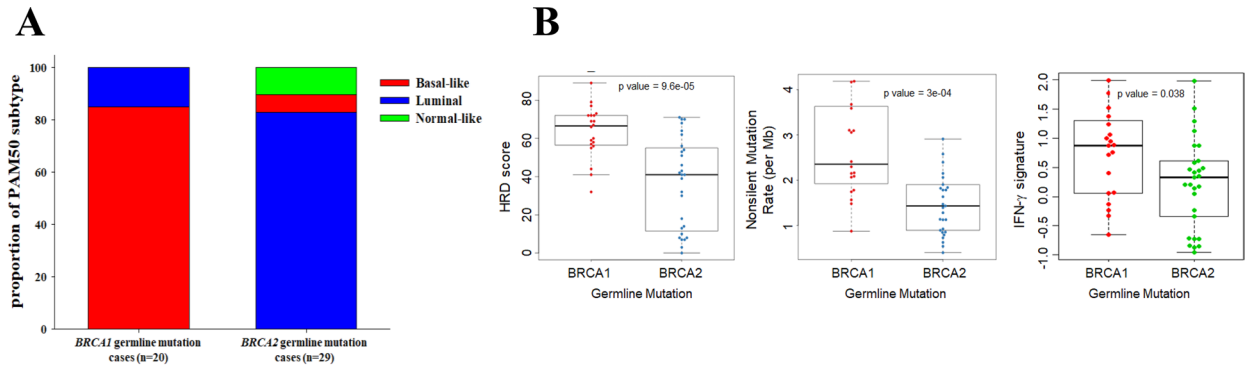 A
proportion of PAM50 subtype
100
80
60
40
20
0
BRCA1 germline mutation
cases (n=20)
BRCA2 germline mutation
cases (n=29)
Basal-like
Luminal
Normal-like
B
HRD score
80
60
40
20
0
p value = 9.6e-05
BRCA1
BRCA2
Germline Mutation
Nonsilent Mutation
Rate (per Mb)
4
3
2
1
p value = 3e-04
BRCA1
BRCA2
Germline Mutation
IFN-γ signature
2.0
1.5
1.0
0.5
0.0
-0.5
-1.0
p value = 0.038
BRCA1
BRCA2
Germline Mutation